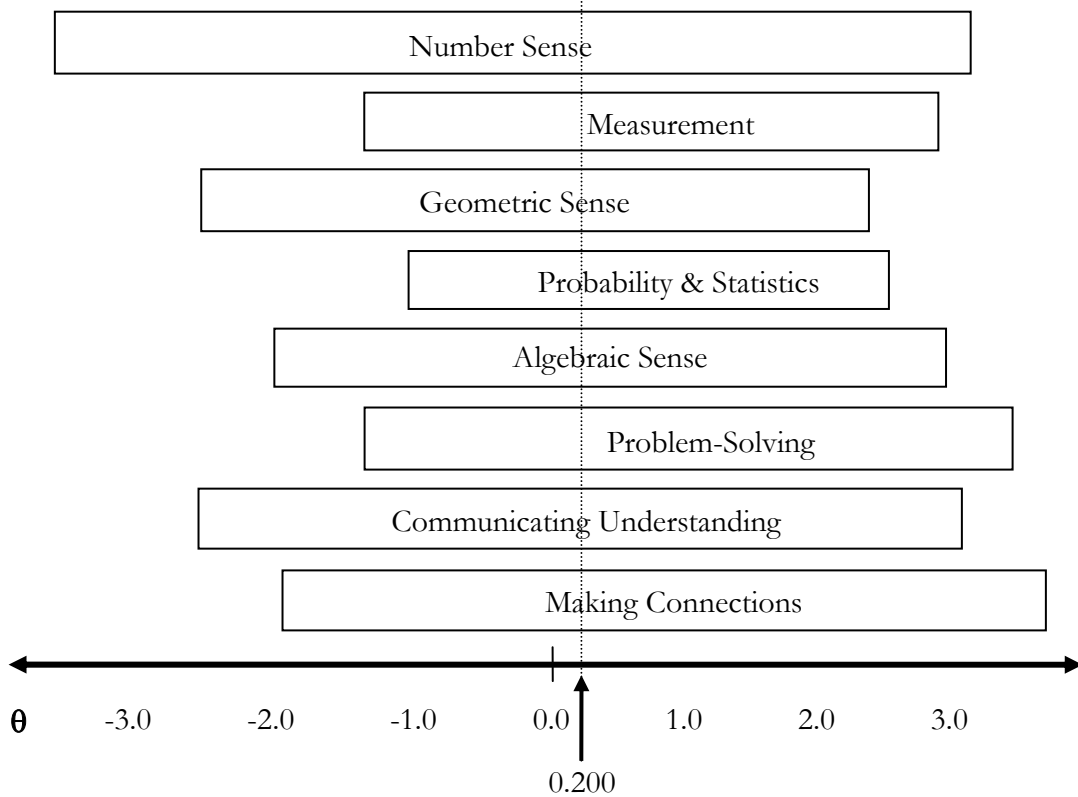 Number Sense
Measurement
Geometric Sense
Probability & Statistics
Algebraic Sense
Problem-Solving
Communicating Understanding
Making Connections
θ -3.0 -2.0 -1.0 0.0 1.0 2.0 3.0
0.200